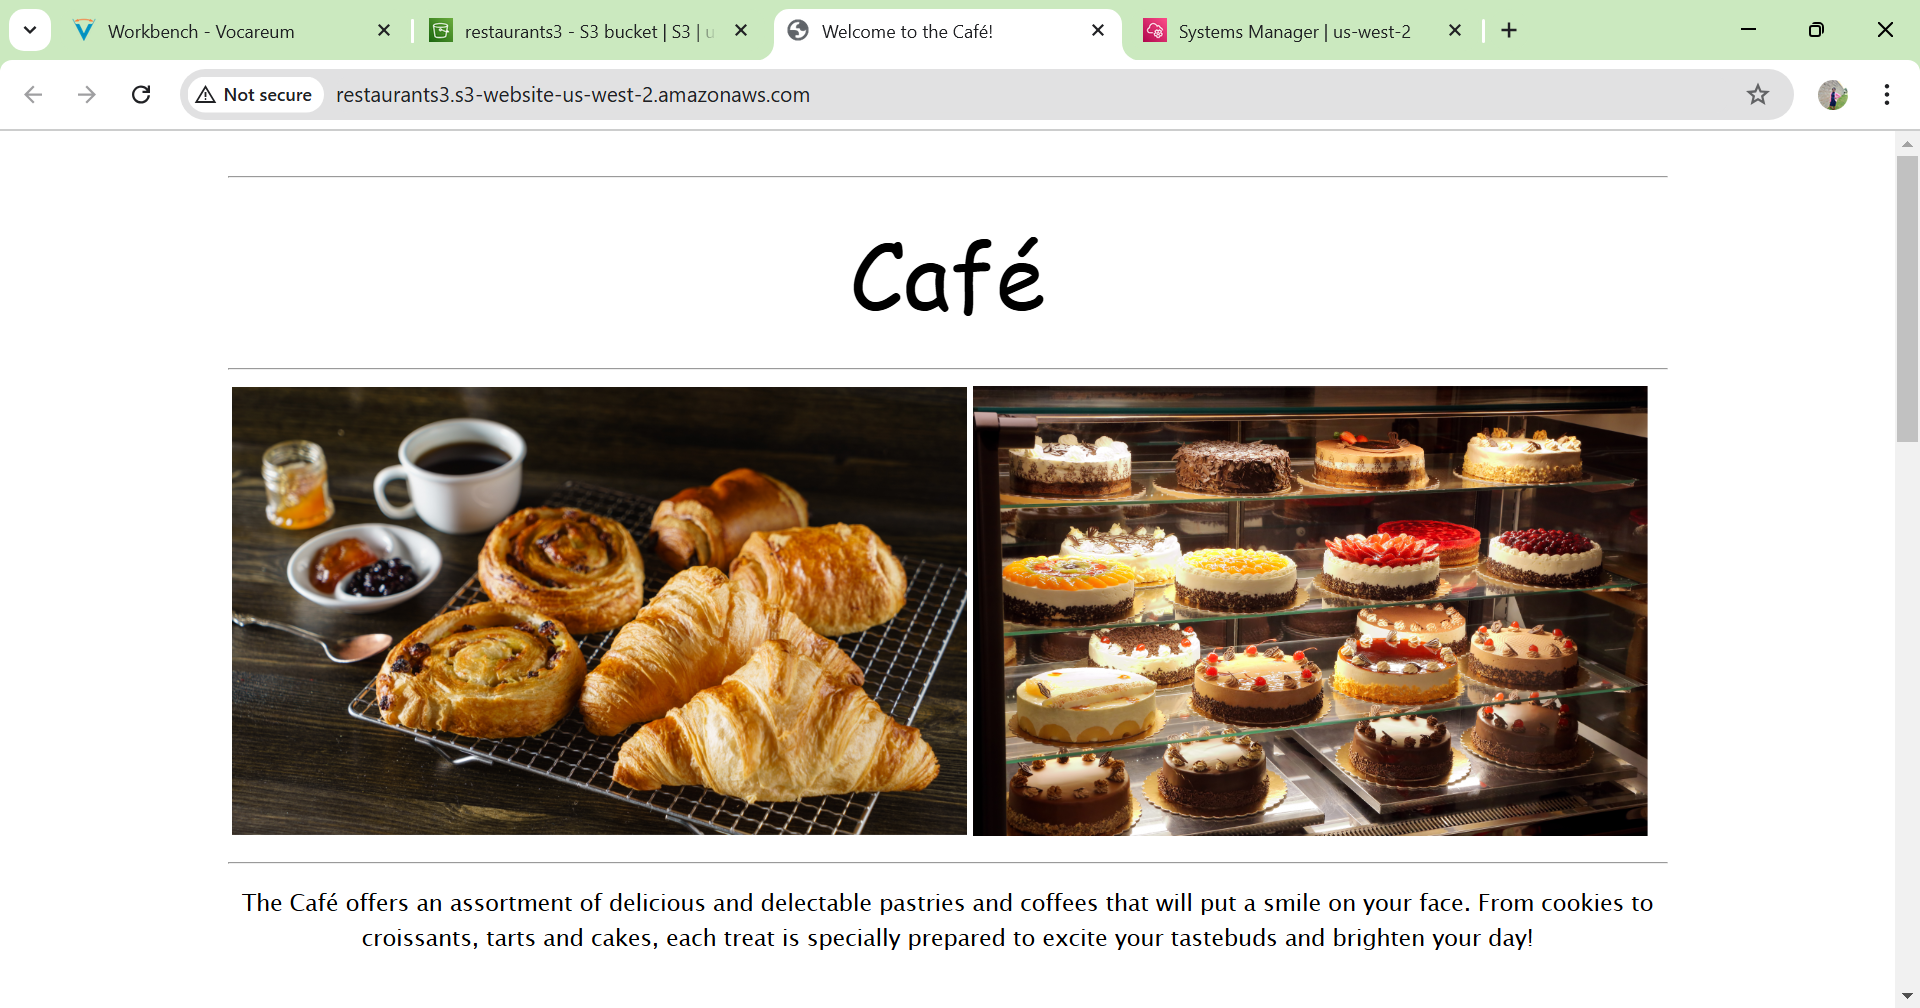 Workbench - Vocareum
restaurants3 - S3 bucket | S3 | u
Welcome to the Café!
Systems Manager | us-west-2
Not secure
restaurants3.s3-website-us-west-2.amazonaws.com
Café
The Café offers an assortment of delicious and delectable pastries and coffees that will put a smile on your face. From cookies to
croissants, tarts and cakes, each treat is specially prepared to excite your tastebuds and brighten your day!